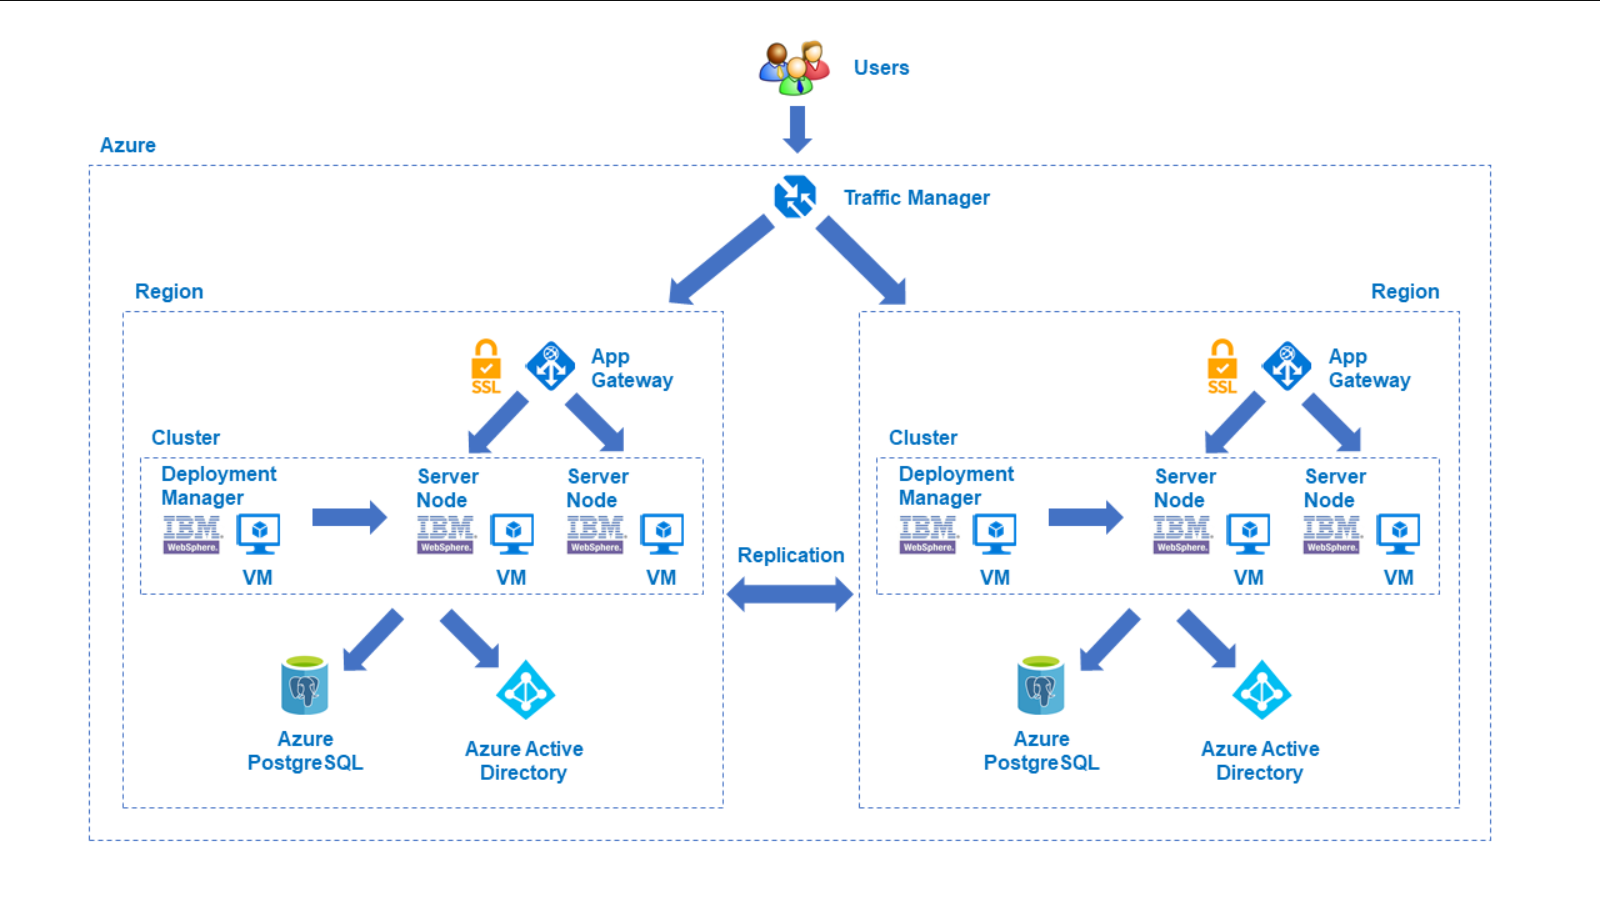 Users
Azure
Traffic Manager
Region
Region
SSL
App
Gateway
SSL
App
Gateway
Cluster
Deployment
Manager
IBM.
WebSphere.
VM
Server
Node
IBM.
WebSphere.
VM
Server
Node
IBM.
WebSphere.
VM
Replication
Cluster
Deployment
Manager
IBM.
WebSphere.
VM
Server
Node
IBM.
WebSphere.
VM
Server
Node
IBM.
WebSphere.
VM
Azure
PostgreSQL
Azure Active
Directory
Azure
PostgreSQL
Azure Active
Directory